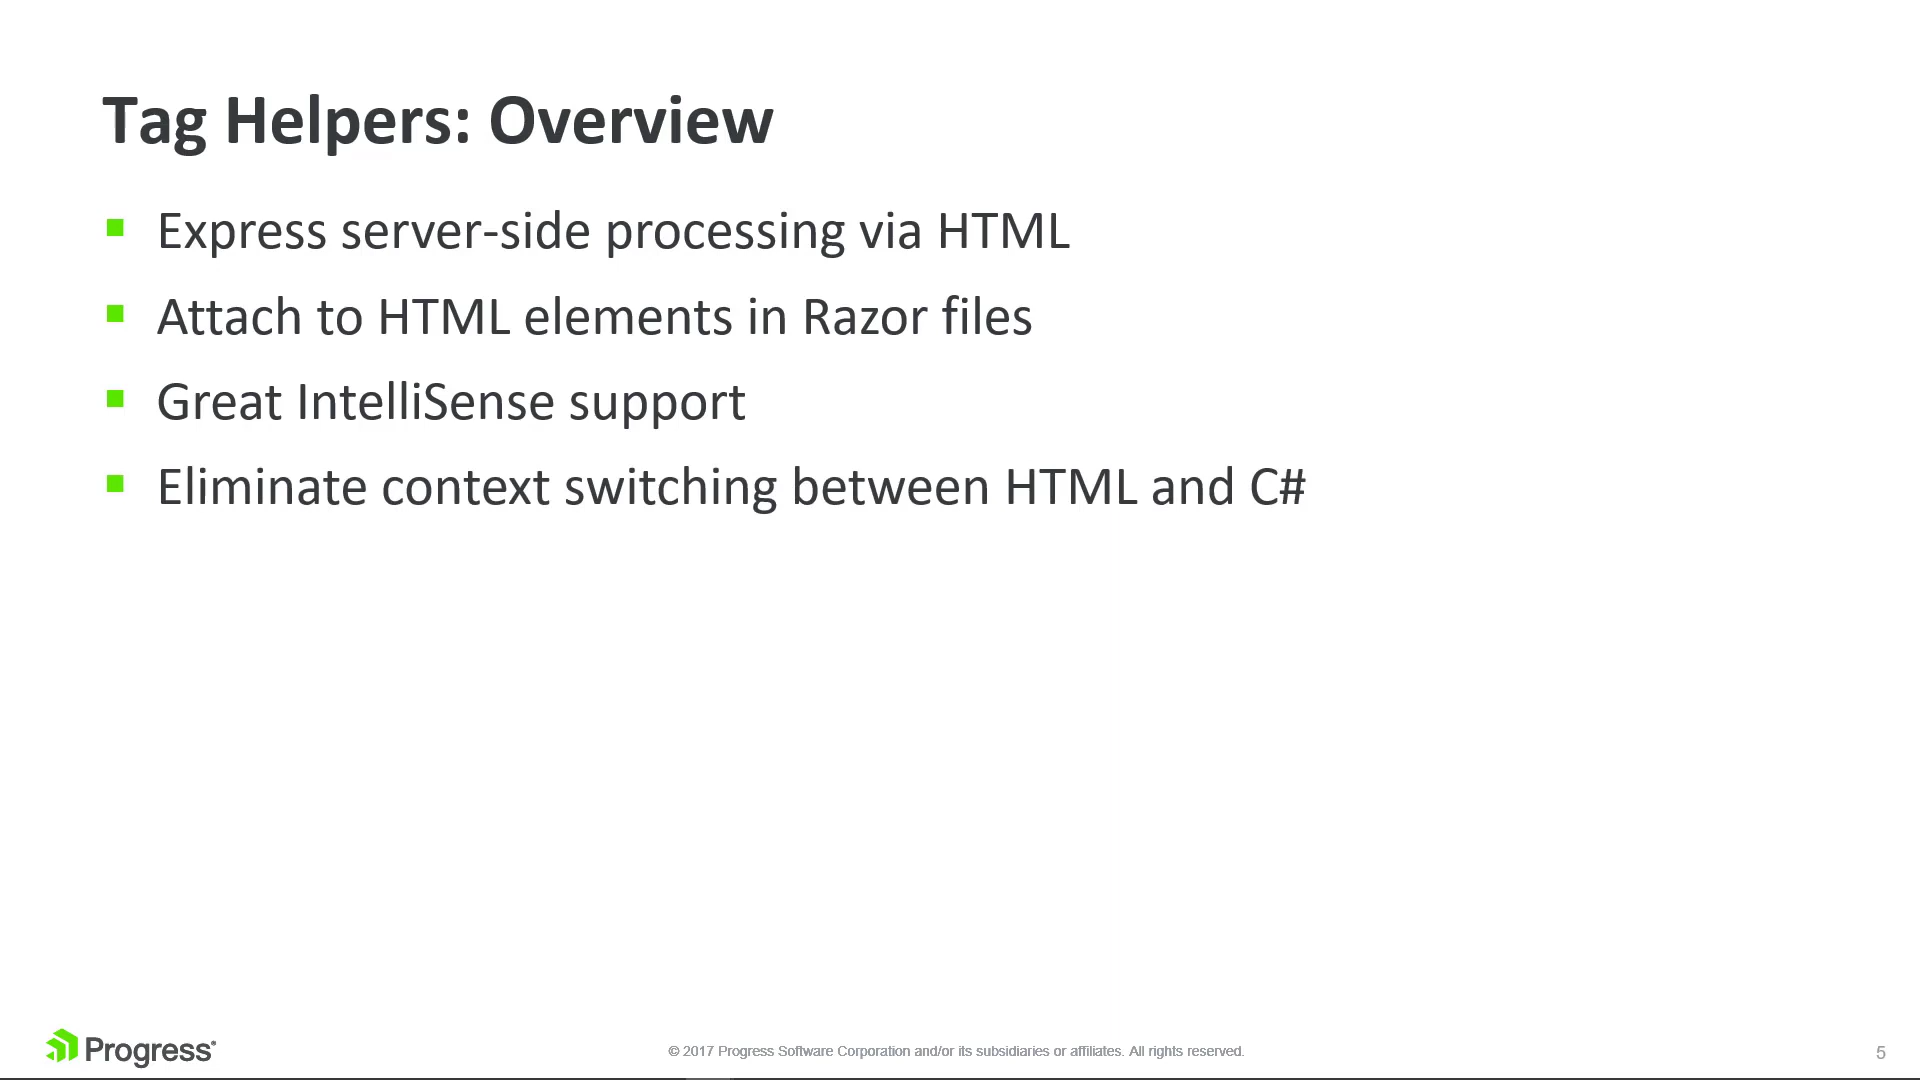 Tag Helpers: Overview
Express server-side processing via HTML
Attach to HTML elements in Razor files
Great IntelliSense support
Eliminate context switching between HTML and C#
Progress®
© 2017 Progress Software Corporation and/or its subsidiaries or affiliates. All rights reserved.
5